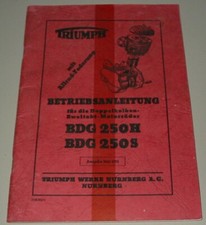 TRIUMPH
BETRIEBSANLEITUNG
für die Doppelkolben-
Zweitakt-Motorräder
BDG 250H
BDG 250S
TRIUMPH WERKE NÜRNBERG A.G.
NÜRNBERG